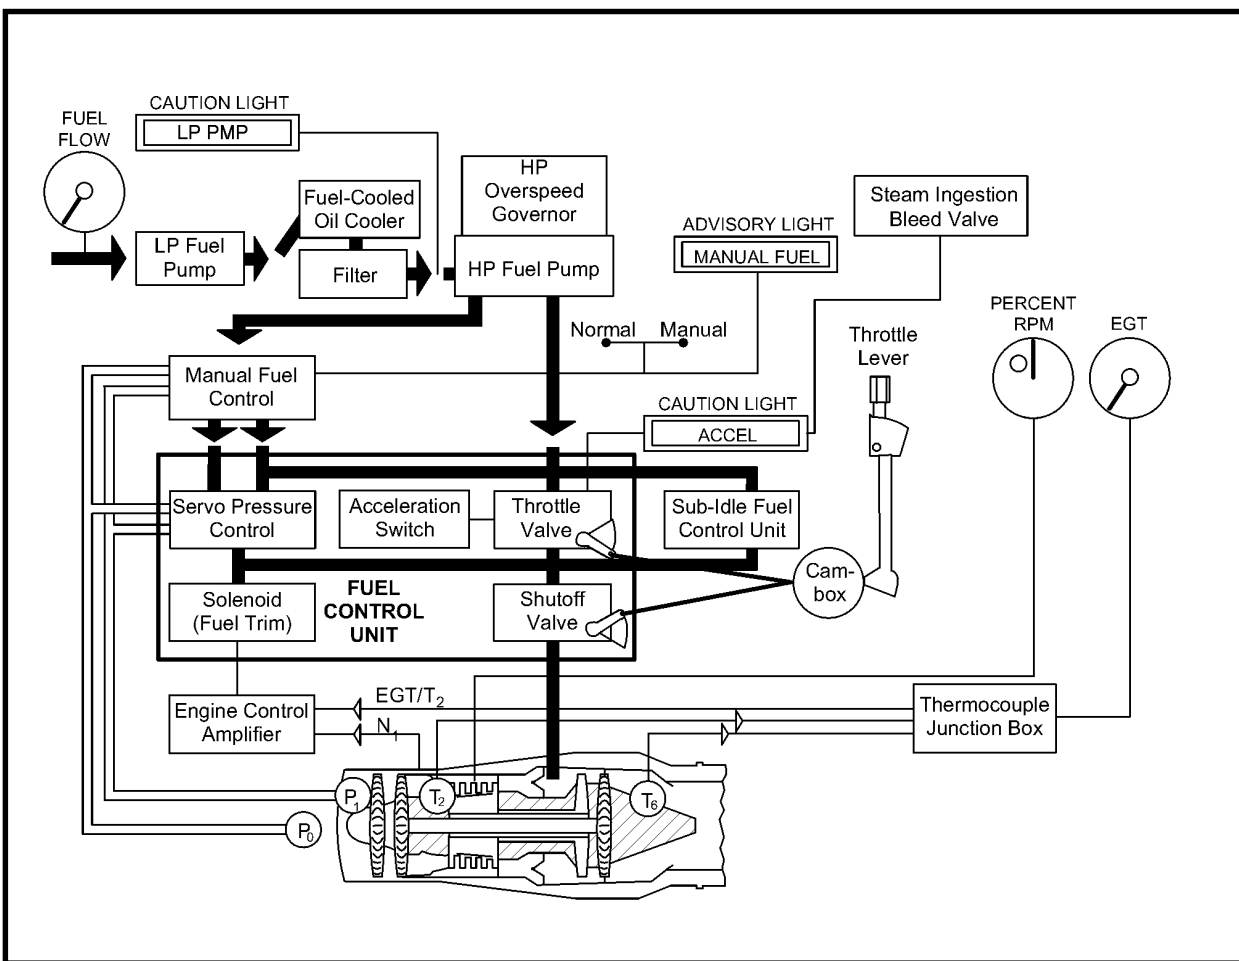 CAUTION LIGHT
LP PMP
FUEL
FLOW
HP
Overspeed
Governor
Fuel-Cooled
Oil Cooler
LP Fuel
Pump
Filter
HP Fuel Pump
ADVISORY LIGHT
MANUAL FUEL
Steam Ingestion
Bleed Valve
PERCENT
RPM
EGT
Normal
Manual
Throttle
Lever
Manual Fuel
Control
CAUTION LIGHT
ACCEL
Servo Pressure
Control
Acceleration
Switch
Throttle
Valve
Sub-Idle Fuel
Control Unit
Cam-
box
Solenoid
(Fuel Trim)
FUEL
CONTROL
UNIT
Shutoff
Valve
Engine Control
Amplifier
EGT/T2
N1
Thermocouple
Junction Box
P1
T2
T6
P0